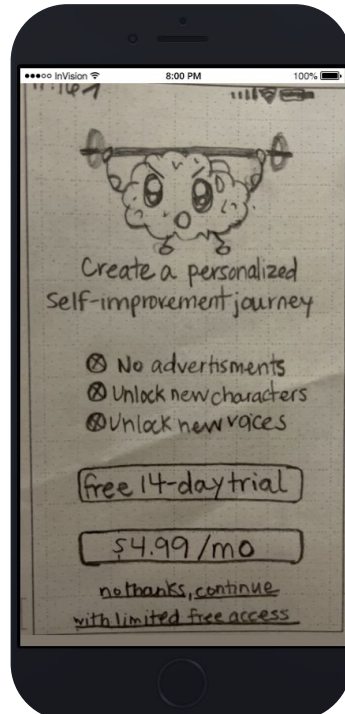 InVision 8:00 PM 100%
Create a personalized
Self-improvement journey
No advertisments
Unlock new characters
Unlock new voices
free 14-day trial
$4.99/mo
no thanks, continue
with limited free access